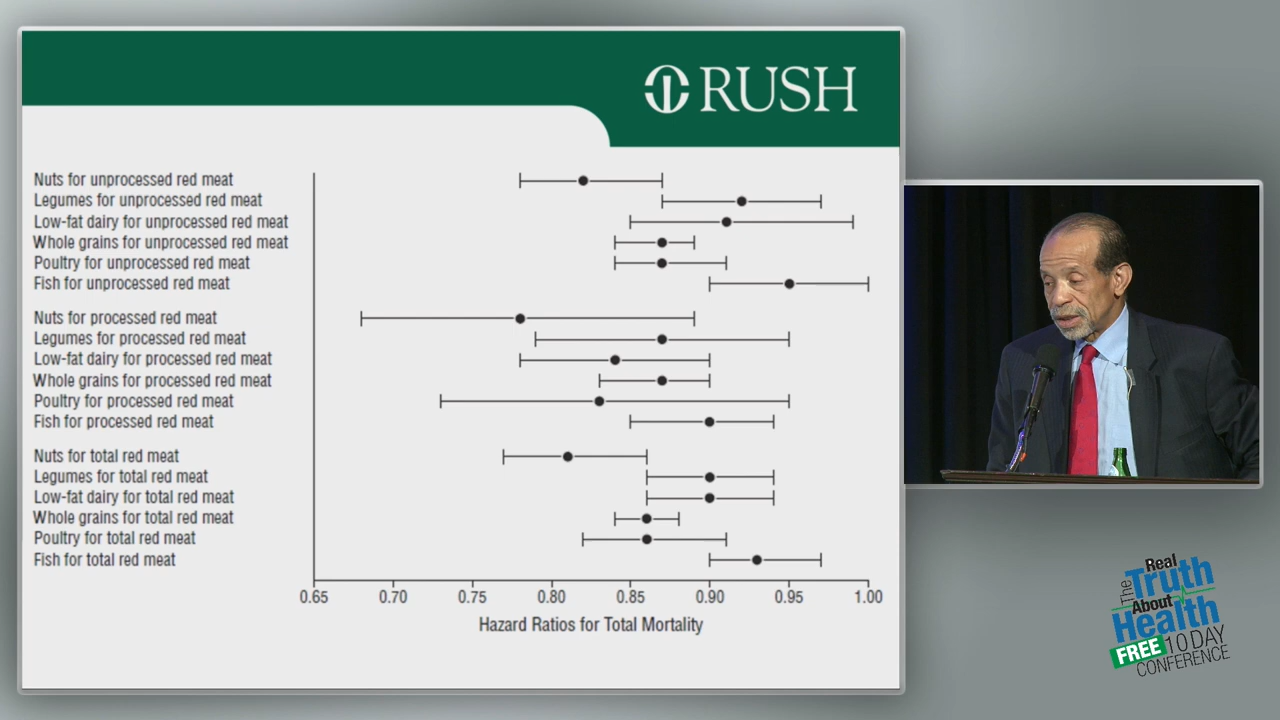 RUSH
Nuts for unprocessed red meat
Legumes for unprocessed red meat
Low-fat dairy for unprocessed red meat
Whole grains for unprocessed red meat
Poultry for unprocessed red meat
Fish for unprocessed red meat
Nuts for processed red meat
Legumes for processed red meat
Low-fat dairy for processed red meat
Whole grains for processed red meat
Poultry for processed red meat
Fish for processed red meat
Nuts for total red meat
Legumes for total red meat
Low-fat dairy for total red meat
Whole grains for total red meat
Poultry for total red meat
Fish for total red meat
0.65 0.70 0.75 0.80 0.85 0.90 0.95 1.00
Hazard Ratios for Total Mortality
The Real
Truth
About
Health
FREE 10 DAY
CONFERENCE